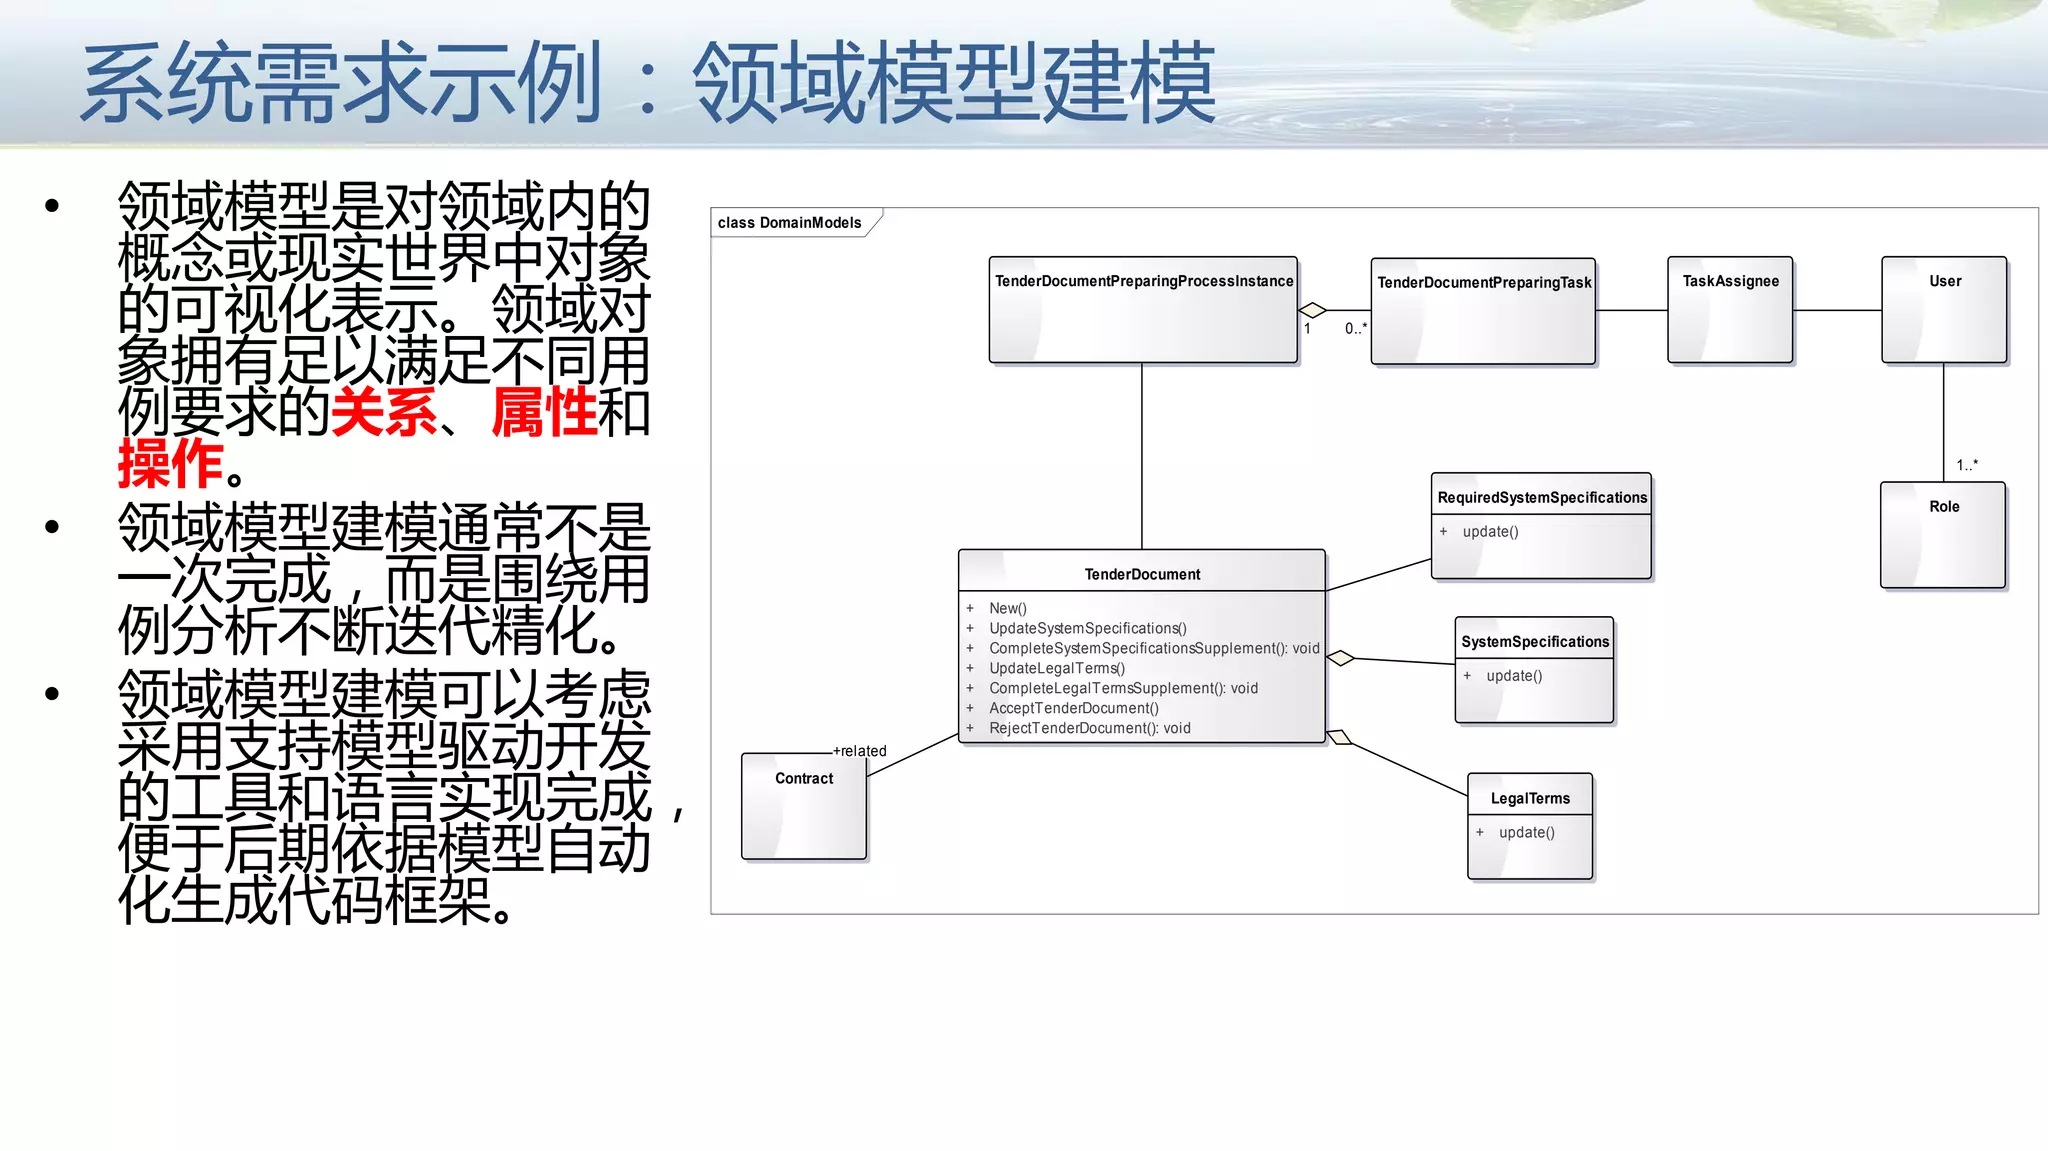 系统需求示例：领域模型建模
• 领域模型是对领域内的
概念或现实世界中对象
的可视化表示。领域对
象拥有足以满足不同用
例要求的关系、属性和
操作。
• 领域模型建模通常不是
一次完成，而是围绕用
例分析不断迭代精化。
• 领域模型建模可以考虑
采用支持模型驱动开发
的工具和语言实现完成，
便于后期依据模型自动
化生成代码框架。
class DomainModels
TenderDocumentPreparingProcessInstance
1
0..*
TenderDocumentPreparingTask
TaskAssignee
User
1..*
Role
RequiredSystemSpecifications
+ update()
TenderDocument
+ New()
+ UpdateSystemSpecifications()
+ CompleteSystemSpecificationsSupplement(): void
+ UpdateLegalTerms()
+ CompleteLegalTermsSupplement(): void
+ AcceptTenderDocument()
+ RejectTenderDocument(): void
SystemSpecifications
+ update()
+related
Contract
LegalTerms
+ update()